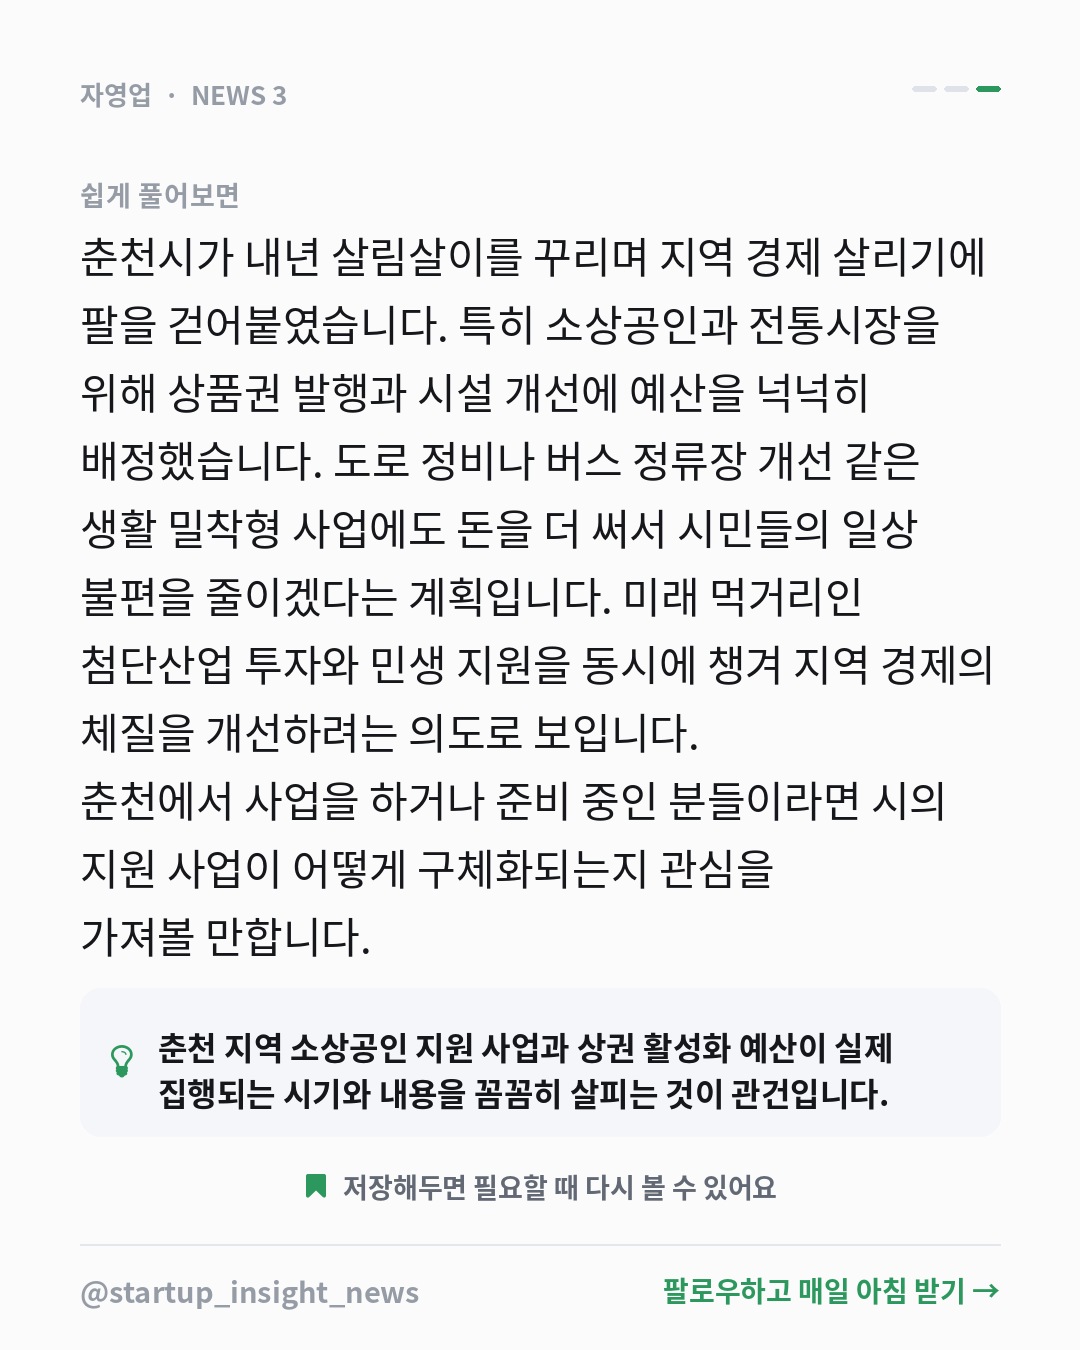 자영업 · NEWS 3
쉽게 풀어보면
춘천시가 내년 살림살이를 꾸리며 지역 경제 살리기에
팔을 걷어붙였습니다. 특히 소상공인과 전통시장을
위해 상품권 발행과 시설 개선에 예산을 넉넉히
배정했습니다. 도로 정비나 버스 정류장 개선 같은
생활 밀착형 사업에도 돈을 더 써서 시민들의 일상
불편을 줄이겠다는 계획입니다. 미래 먹거리인
첨단산업 투자와 민생 지원을 동시에 챙겨 지역 경제의
체질을 개선하려는 의도로 보입니다.
춘천에서 사업을 하거나 준비 중인 분들이라면 시의
지원 사업이 어떻게 구체화되는지 관심을
가져볼 만합니다.
춘천 지역 소상공인 지원 사업과 상권 활성화 예산이 실제
집행되는 시기와 내용을 꼼꼼히 살피는 것이 관건입니다.
저장해두면 필요할 때 다시 볼 수 있어요
@startup_insight_news
팔로우하고 매일 아침 받기 →